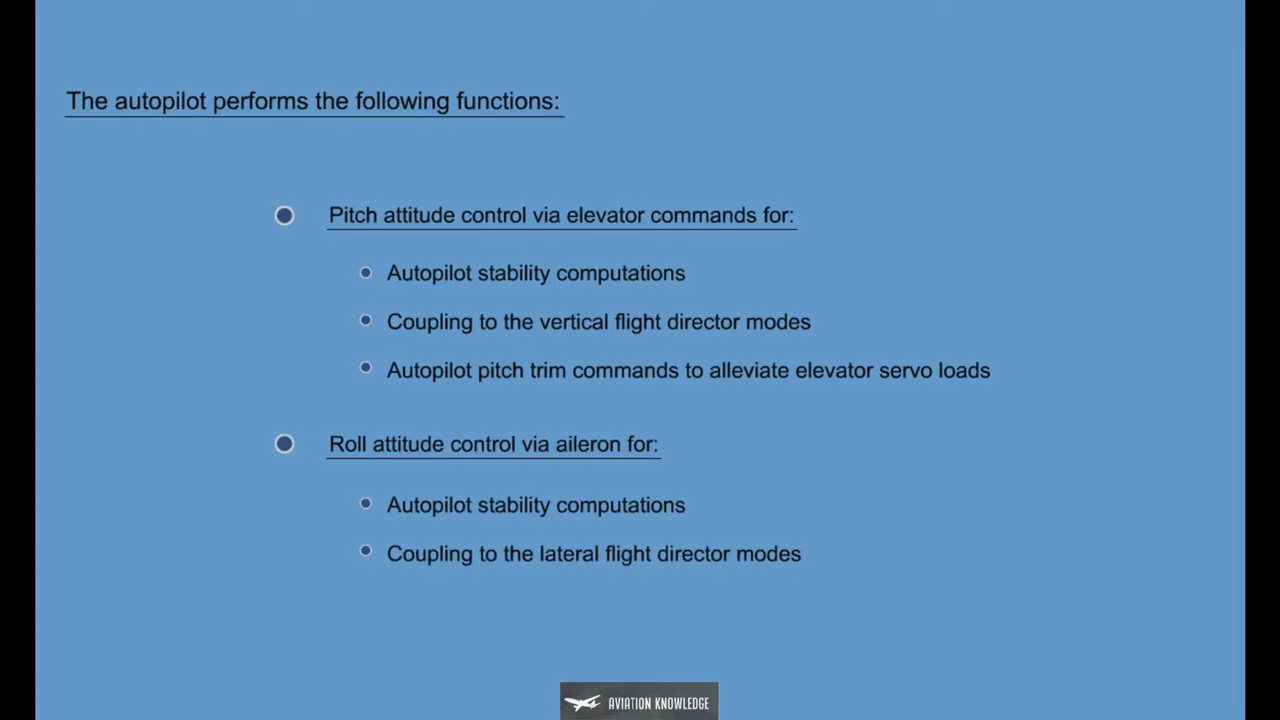 The autopilot performs the following functions:
Pitch attitude control via elevator commands for:
Autopilot stability computations
Coupling to the vertical flight director modes
Autopilot pitch trim commands to alleviate elevator servo loads
Roll attitude control via aileron for:
Autopilot stability computations
Coupling to the lateral flight director modes
AVIATION KNOWLEDGE